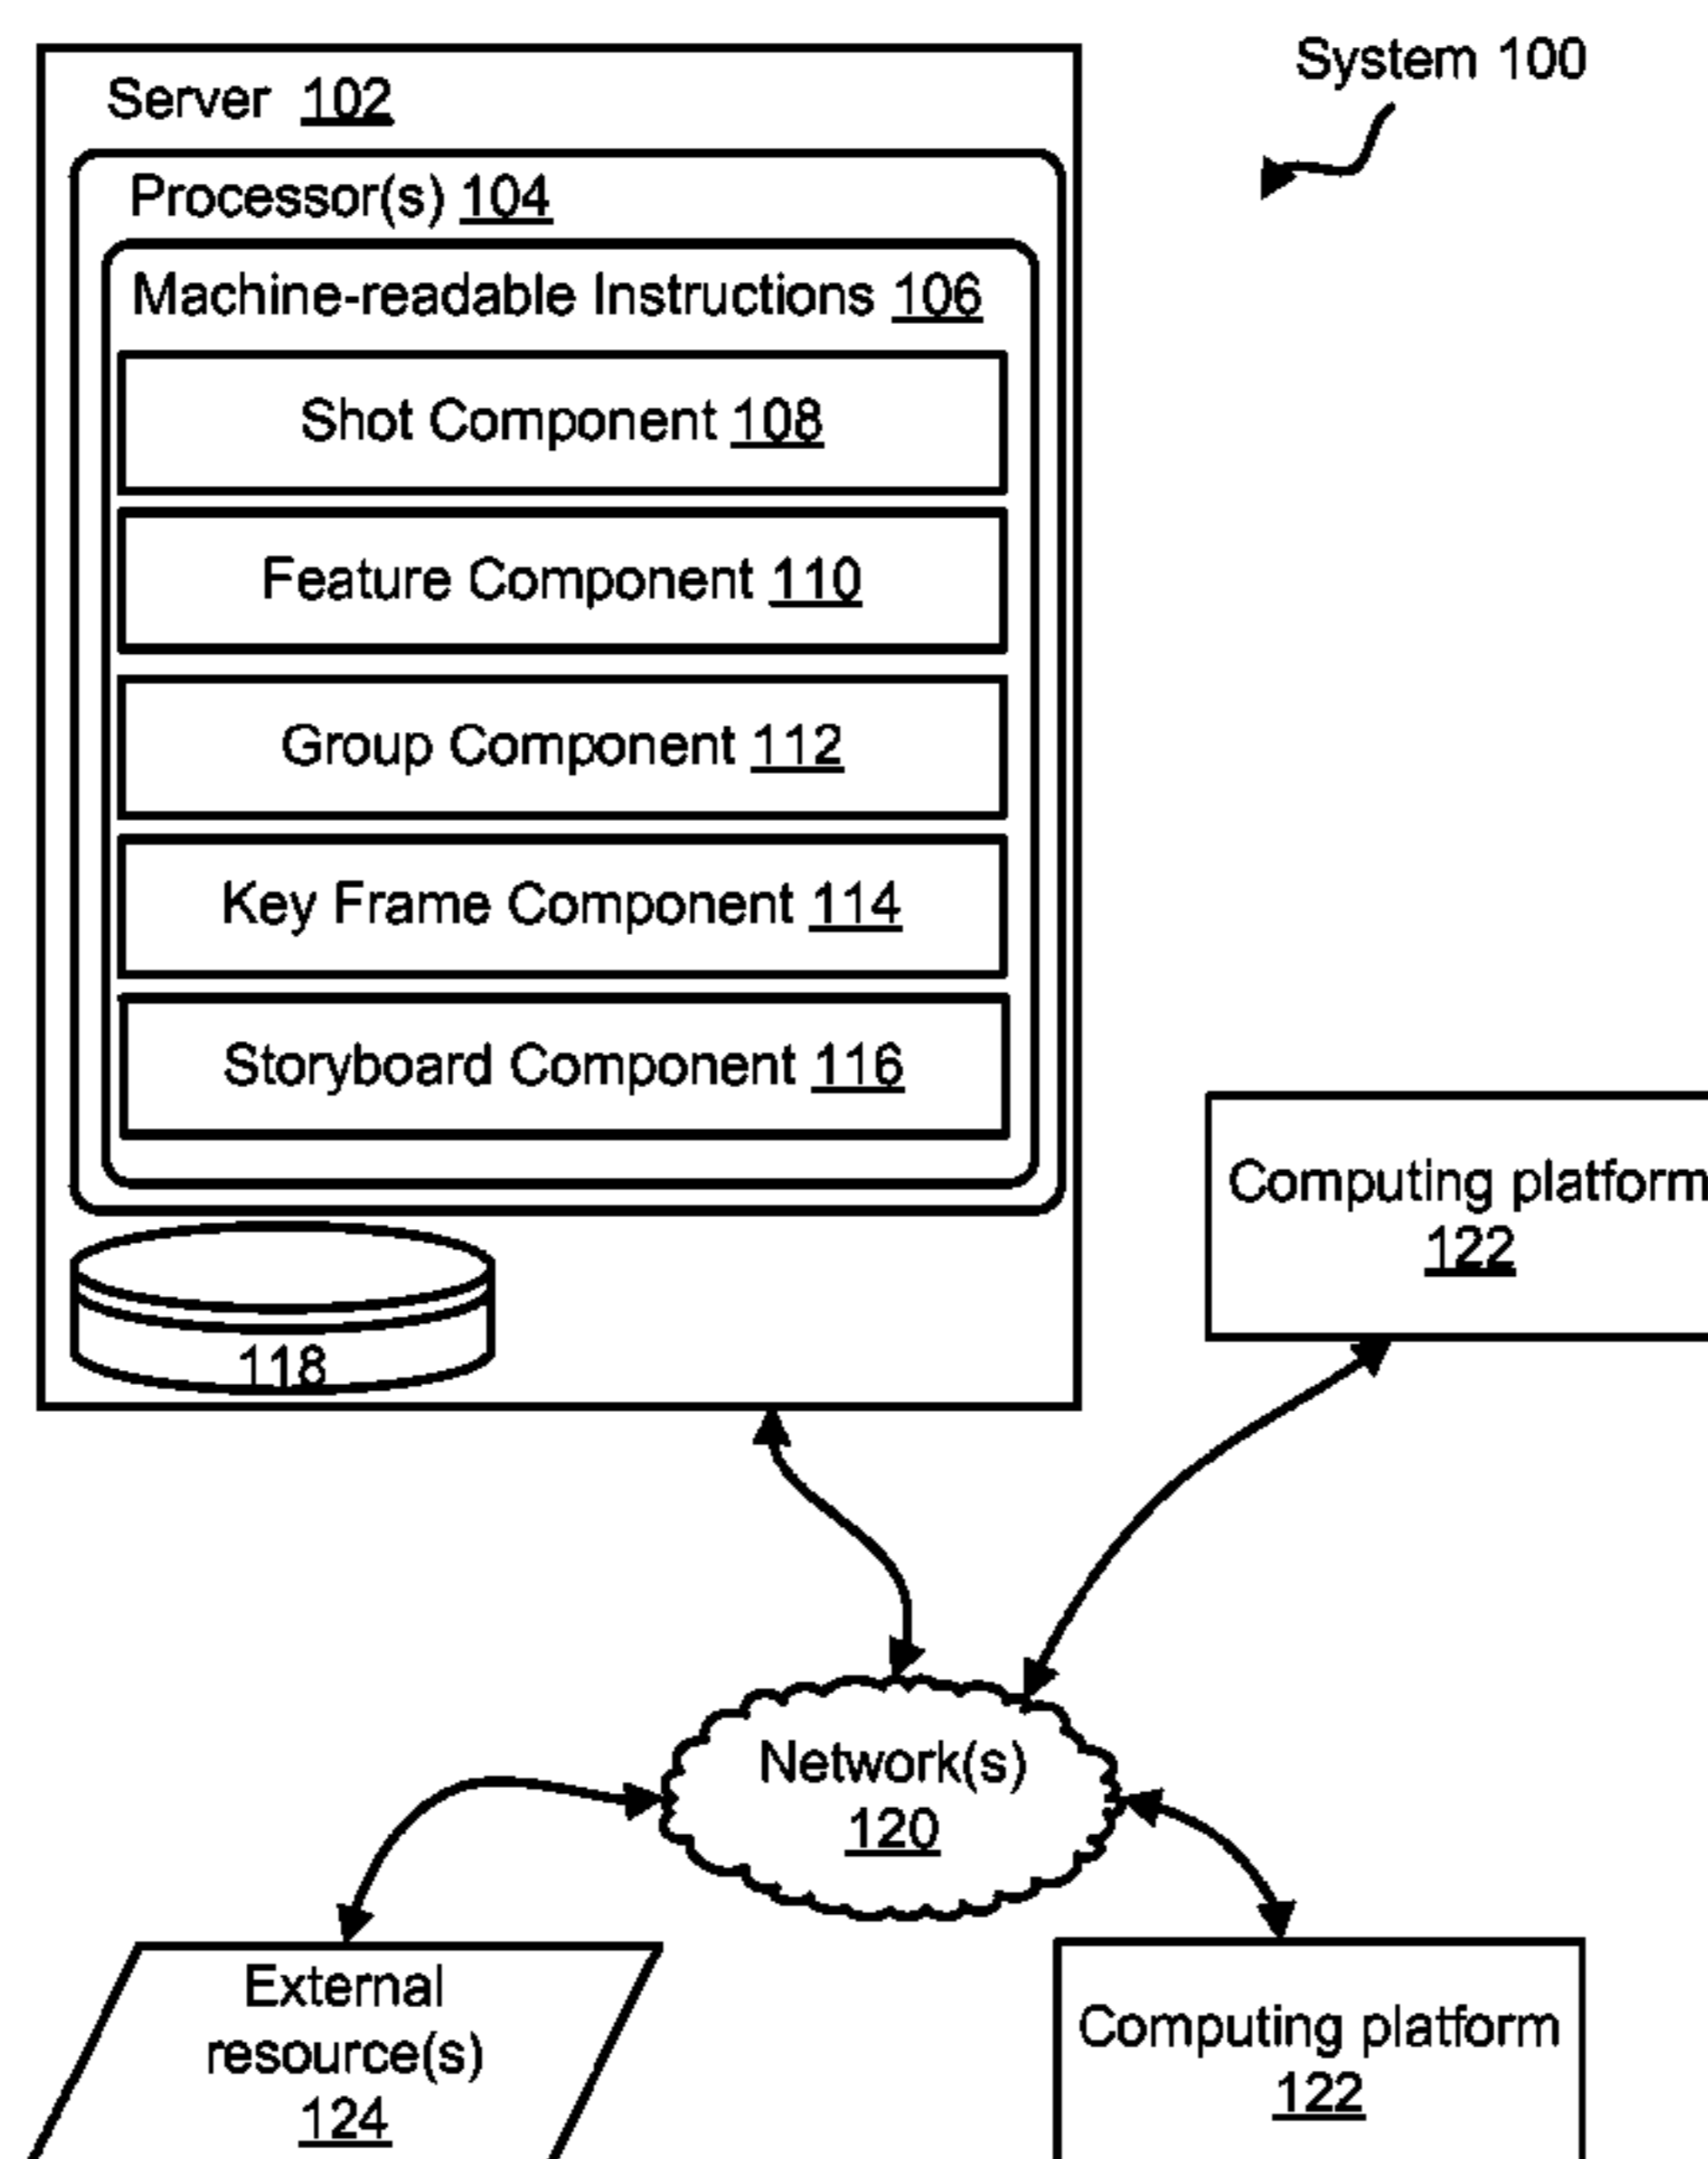 System 100
Server 102
Processor(s) 104
Machine-readable Instructions 106
Shot Component 108
Feature Component 110
Group Component 112
Key Frame Component 114
Storyboard Component 116
118
Computing platform
122
Network(s)
120
External
resource(s)
124
Computing platform
122